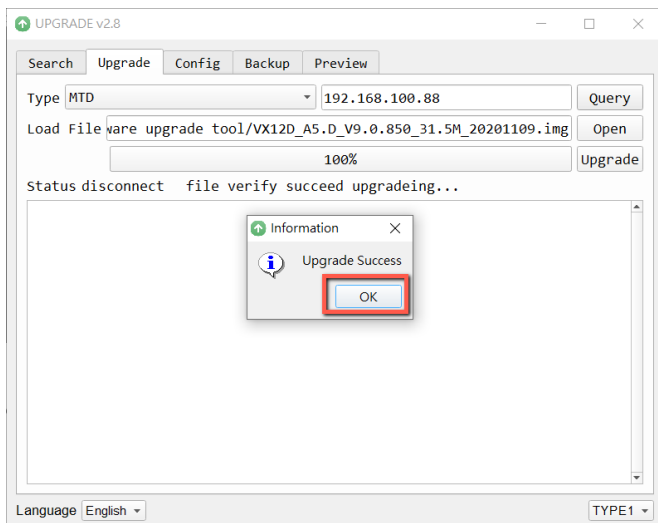 UPGRADE v2.8
Search Upgrade Config Backup Preview
Type MTD 192.168.100.88 Query
Load File ware upgrade tool/VX12D_A5.D_V9.0.850_31.5M_20201109.img Open
100% Upgrade
Status disconnect file verify succeed upgradeing...
Information
Upgrade Success
OK
Language English TYPE1